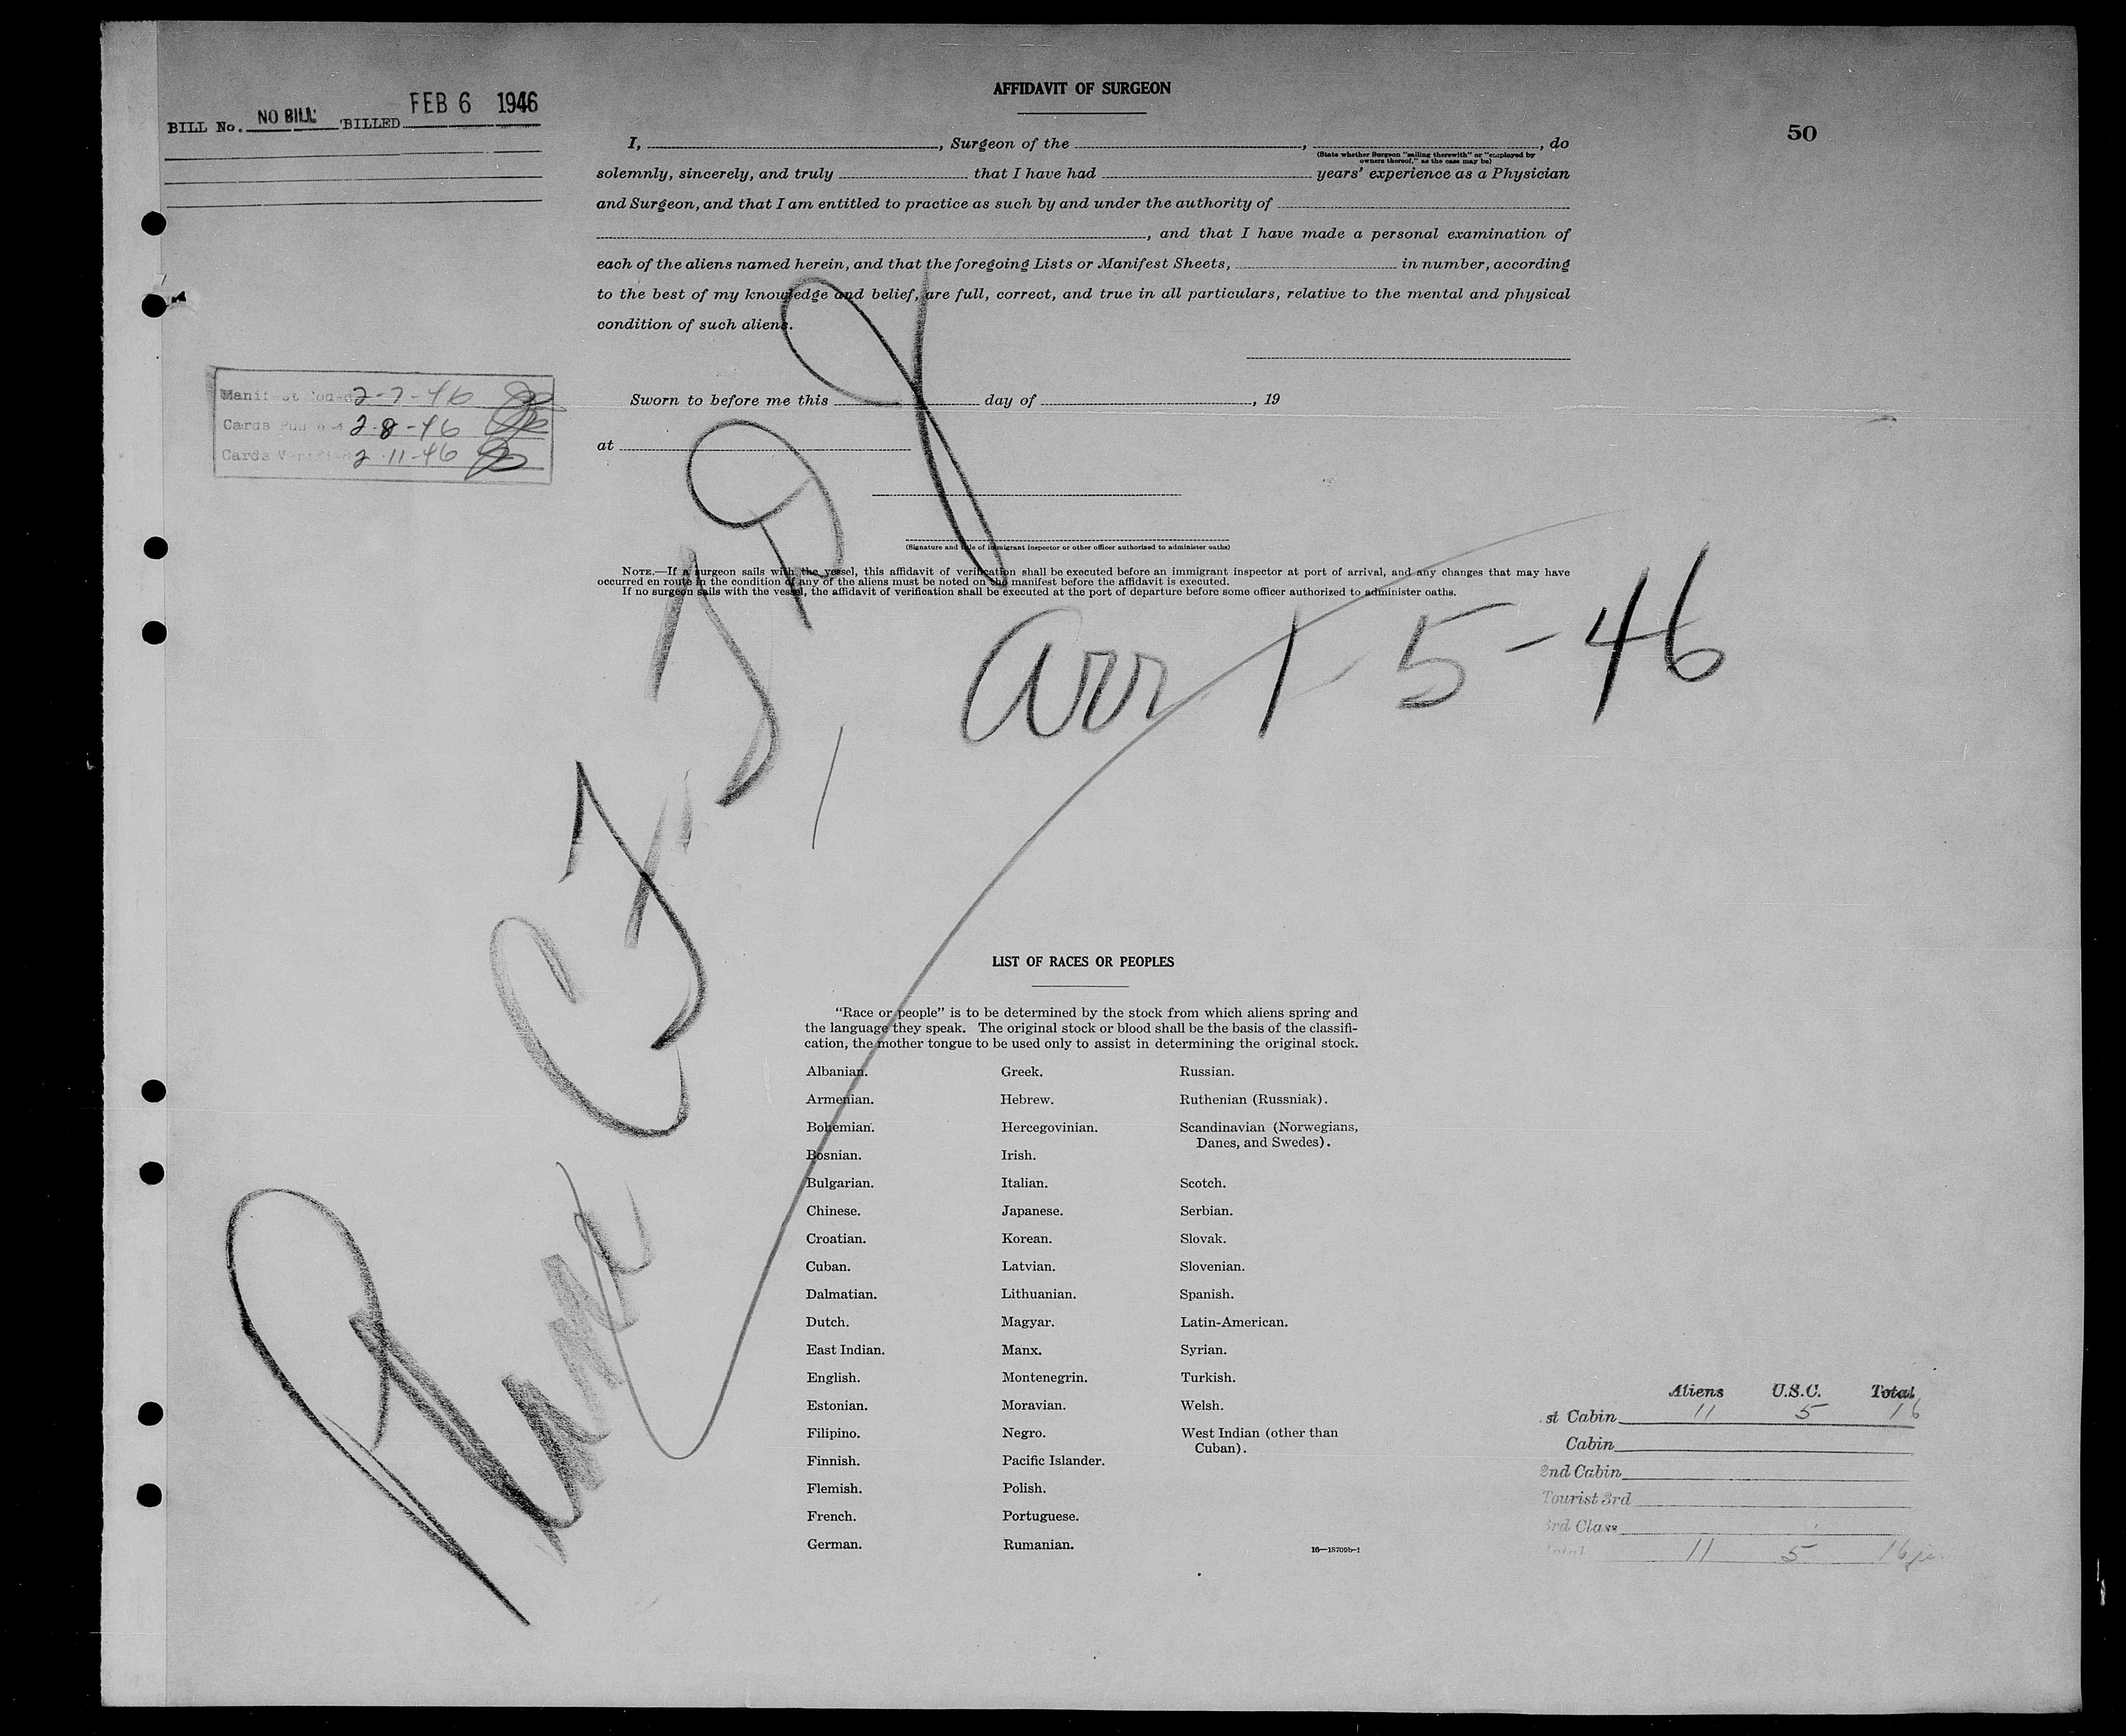 AFFIDAVIT OF SURGEON
BILL No. NO BILL BILLED FEB 6 1946
50
I, , Surgeon of the , , do
(State whether Surgeon "sailing therewith" or "employed by
owners thereof," as the case may be)
solemnly, sincerely, and truly that I have had years' experience as a Physician
and Surgeon, and that I am entitled to practice as such by and under the authority of
, and that I have made a personal examination of
each of the aliens named herein, and that the foregoing Lists or Manifest Sheets, in number, according
to the best of my knowledge and belief, are full, correct, and true in all particulars, relative to the mental and physical
condition of such aliens.
Manifest Coded 2-7-46
Cards 2-8-46
Cards Verified 2-11-46
Sworn to before me this day of , 19
at
(Signature and title of immigrant inspector or other officer authorized to administer oaths)
NOTE.—If a surgeon sails with the vessel, this affidavit of verification shall be executed before an immigrant inspector at port of arrival, and any changes that may have
occurred en route in the condition of any of the aliens must be noted on the manifest before the affidavit is executed.
If no surgeon sails with the vessel, the affidavit of verification shall be executed at the port of departure before some officer authorized to administer oaths.
Plane CF-TDL, arr 1-5-46
LIST OF RACES OR PEOPLES
"Race or people" is to be determined by the stock from which aliens spring and
the language they speak. The original stock or blood shall be the basis of the classifi-
cation, the mother tongue to be used only to assist in determining the original stock.
Albanian. Greek. Russian.
Armenian. Hebrew. Ruthenian (Russniak).
Bohemian. Hercegovinian. Scandinavian (Norwegians,
Danes, and Swedes).
Bosnian. Irish.
Bulgarian. Italian. Scotch.
Chinese. Japanese. Serbian.
Croatian. Korean. Slovak.
Cuban. Latvian. Slovenian.
Dalmatian. Lithuanian. Spanish.
Dutch. Magyar. Latin-American.
East Indian. Manx. Syrian.
English. Montenegrin. Turkish.
Estonian. Moravian. Welsh.
Filipino. Negro. West Indian (other than
Cuban).
Finnish. Pacific Islander.
Flemish. Polish.
French. Portuguese.
German. Rumanian.
16—18709b-1
Aliens U.S.C. Total
st Cabin 11 5 16
Cabin
2nd Cabin
Tourist 3rd
3rd Class
Total 11 5 16